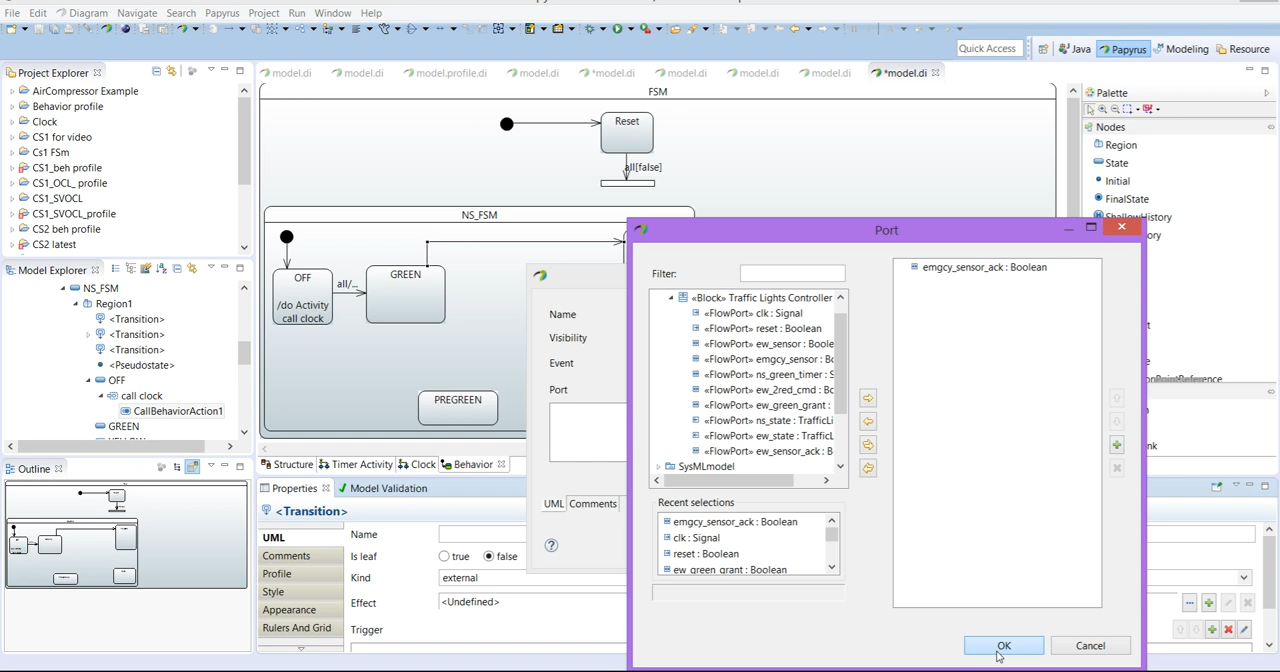 File Edit Diagram Navigate Search Papyrus Project Run Window Help
Quick Access
Java
Papyrus
Modeling
Resource
Project Explorer
AirCompressor Example
Behavior profile
Clock
CS1 for video
Cs1 FSm
CS1_beh profile
CS1_OCL_ profile
CS1_SVOCL
CS1_SVOCL_profile
CS2 beh profile
CS2 latest
Model Explorer
NS_FSM
Region1
<Transition>
<Transition>
<Transition>
<Pseudostate>
OFF
call clock
CallBehaviorAction1
GREEN
Outline
model.di
model.di
model.profile.di
model.di
*model.di
model.di
model.di
model.di
*model.di
FSM
Reset
all[false]
NS_FSM
OFF
/do Activity
call clock
all/...
GREEN
PREGREEN
Structure
Timer Activity
Clock
Behavior
Properties
Model Validation
<Transition>
UML
Comments
Profile
Style
Appearance
Rulers And Grid
Name
Is leaf
true
false
Kind
external
Effect
<Undefined>
Trigger
Name
Visibility
Event
Port
UML
Comments
Port
Filter:
«Block» Traffic Lights Controller
«FlowPort» clk : Signal
«FlowPort» reset : Boolean
«FlowPort» ew_sensor : Boole
«FlowPort» emgcy_sensor : Bo
«FlowPort» ns_green_timer : S
«FlowPort» ew_2red_cmd : Bo
«FlowPort» ew_green_grant :
«FlowPort» ns_state : TrafficLi
«FlowPort» ew_state : TrafficL
«FlowPort» ew_sensor_ack : B
SysMLmodel
Recent selections
emgcy_sensor_ack : Boolean
clk : Signal
reset : Boolean
ew_green_grant : Boolean
emgcy_sensor_ack : Boolean
OK
Cancel
Palette
Nodes
Region
State
Initial
FinalState
ShallowHistory